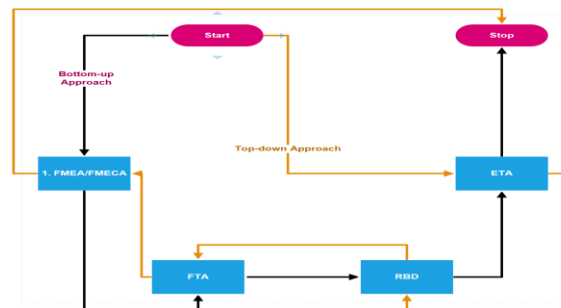 Start
Stop
Bottom-up
Approach
Top-down Approach
1. FMEA/FMECA
ETA
FTA
RBD